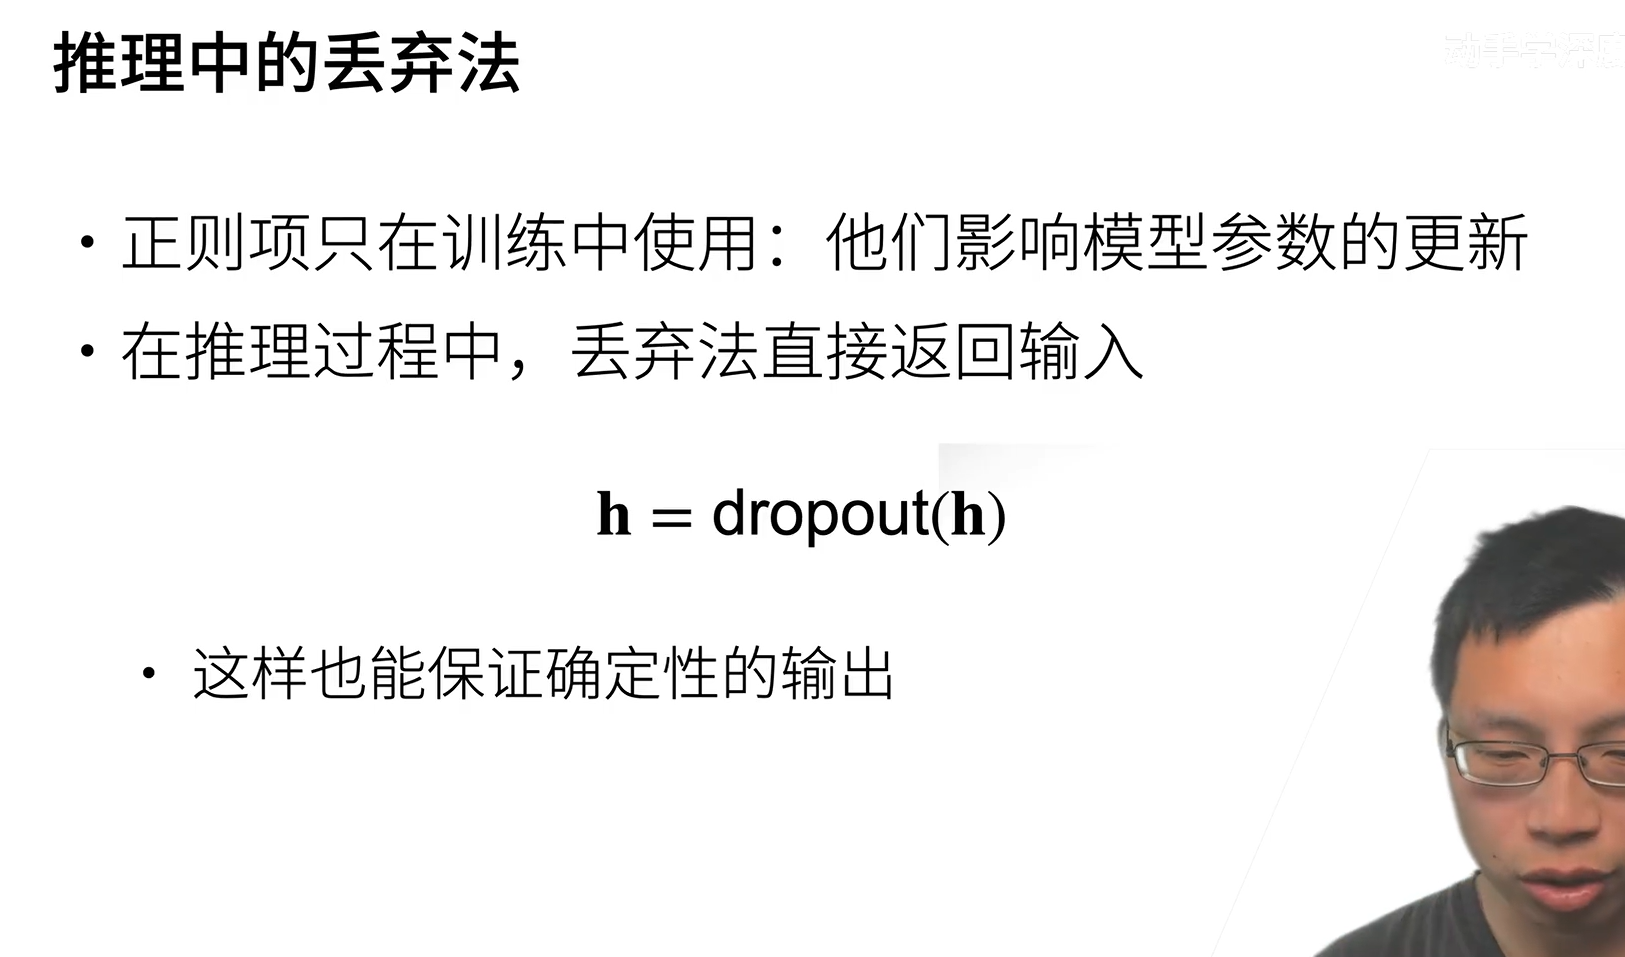 推理中的丢弃法
动手学深度
• 正则项只在训练中使用：他们影响模型参数的更新
• 在推理过程中，丢弃法直接返回输入
h = dropout(h)
• 这样也能保证确定性的输出